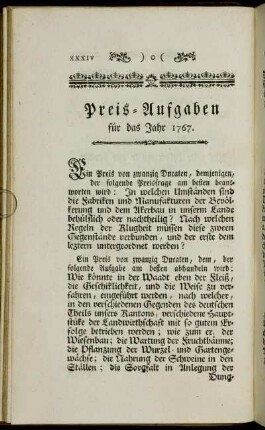 XXXIV )o(
Preis-Aufgaben
für das Jahr 1767.
Ein Preis von zwanzig Ducaten, demjenigen,
der folgende Preisfrage am besten beant-
worten wird: In welchen Umständen sind
die Fabriken und Manufakturen der Bevöl-
kerung und dem Akerbau in unserm Lande
behülflich oder nachtheilig? Nach welchen
Regeln der Klugheit müssen diese zween
Gegenstände verbunden, und der erste dem
leztern untergeordnet werden?
Ein Preis von zwanzig Ducaten, dem, der
folgende Aufgabe am besten abhandeln wird:
Wie könnte in der Waadt eben der Fleiß,
die Geschiklichkeit, und die Weise zu ver-
fahren, eingeführt werden, nach welcher,
in den verschiedenen Gegenden des deutschen
Theils unsers Kantons, verschiedene Haupt-
stüke der Landwirthschaft mit so gutem Er-
folge betrieben werden; wie zum ex. der
Wiesenbau; die Wartung der Fruchtbäume;
die Pflanzung der Wurzel- und Gartenge-
wächse; die Nahrung der Schweine in den
Ställen; die Sorgfalt in Anlegung der
Dung-